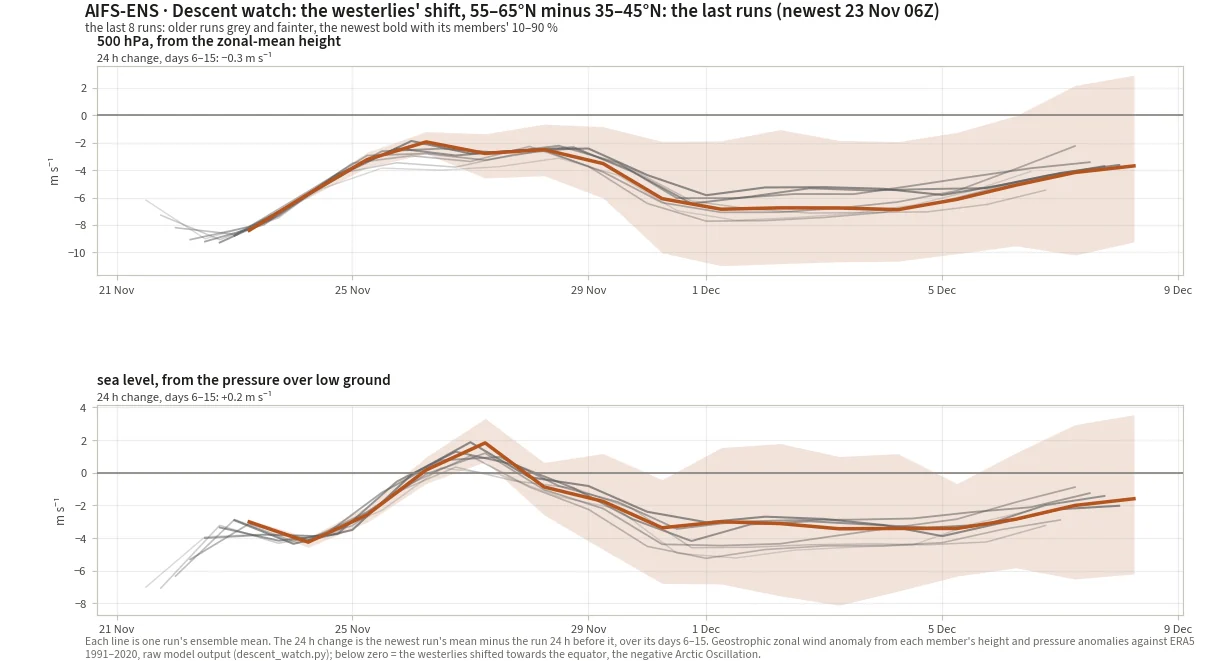 AIFS-ENS · Descent watch: the westerlies' shift, 55–65°N minus 35–45°N: the last runs (newest 23 Nov 06Z)
the last 8 runs: older runs grey and fainter, the newest bold with its members' 10–90 %
500 hPa, from the zonal-mean height
24 h change, days 6–15: −0.3 m s⁻¹
2
0
−2
−4
−6
−8
−10
m s⁻¹
21 Nov
25 Nov
29 Nov
1 Dec
5 Dec
9 Dec
sea level, from the pressure over low ground
24 h change, days 6–15: +0.2 m s⁻¹
4
2
0
−2
−4
−6
−8
m s⁻¹
21 Nov
25 Nov
29 Nov
1 Dec
5 Dec
9 Dec
Each line is one run's ensemble mean. The 24 h change is the newest run's mean minus the run 24 h before it, over its days 6–15. Geostrophic zonal wind anomaly from each member's height and pressure anomalies against ERA5
1991–2020, raw model output (descent_watch.py); below zero = the westerlies shifted towards the equator, the negative Arctic Oscillation.